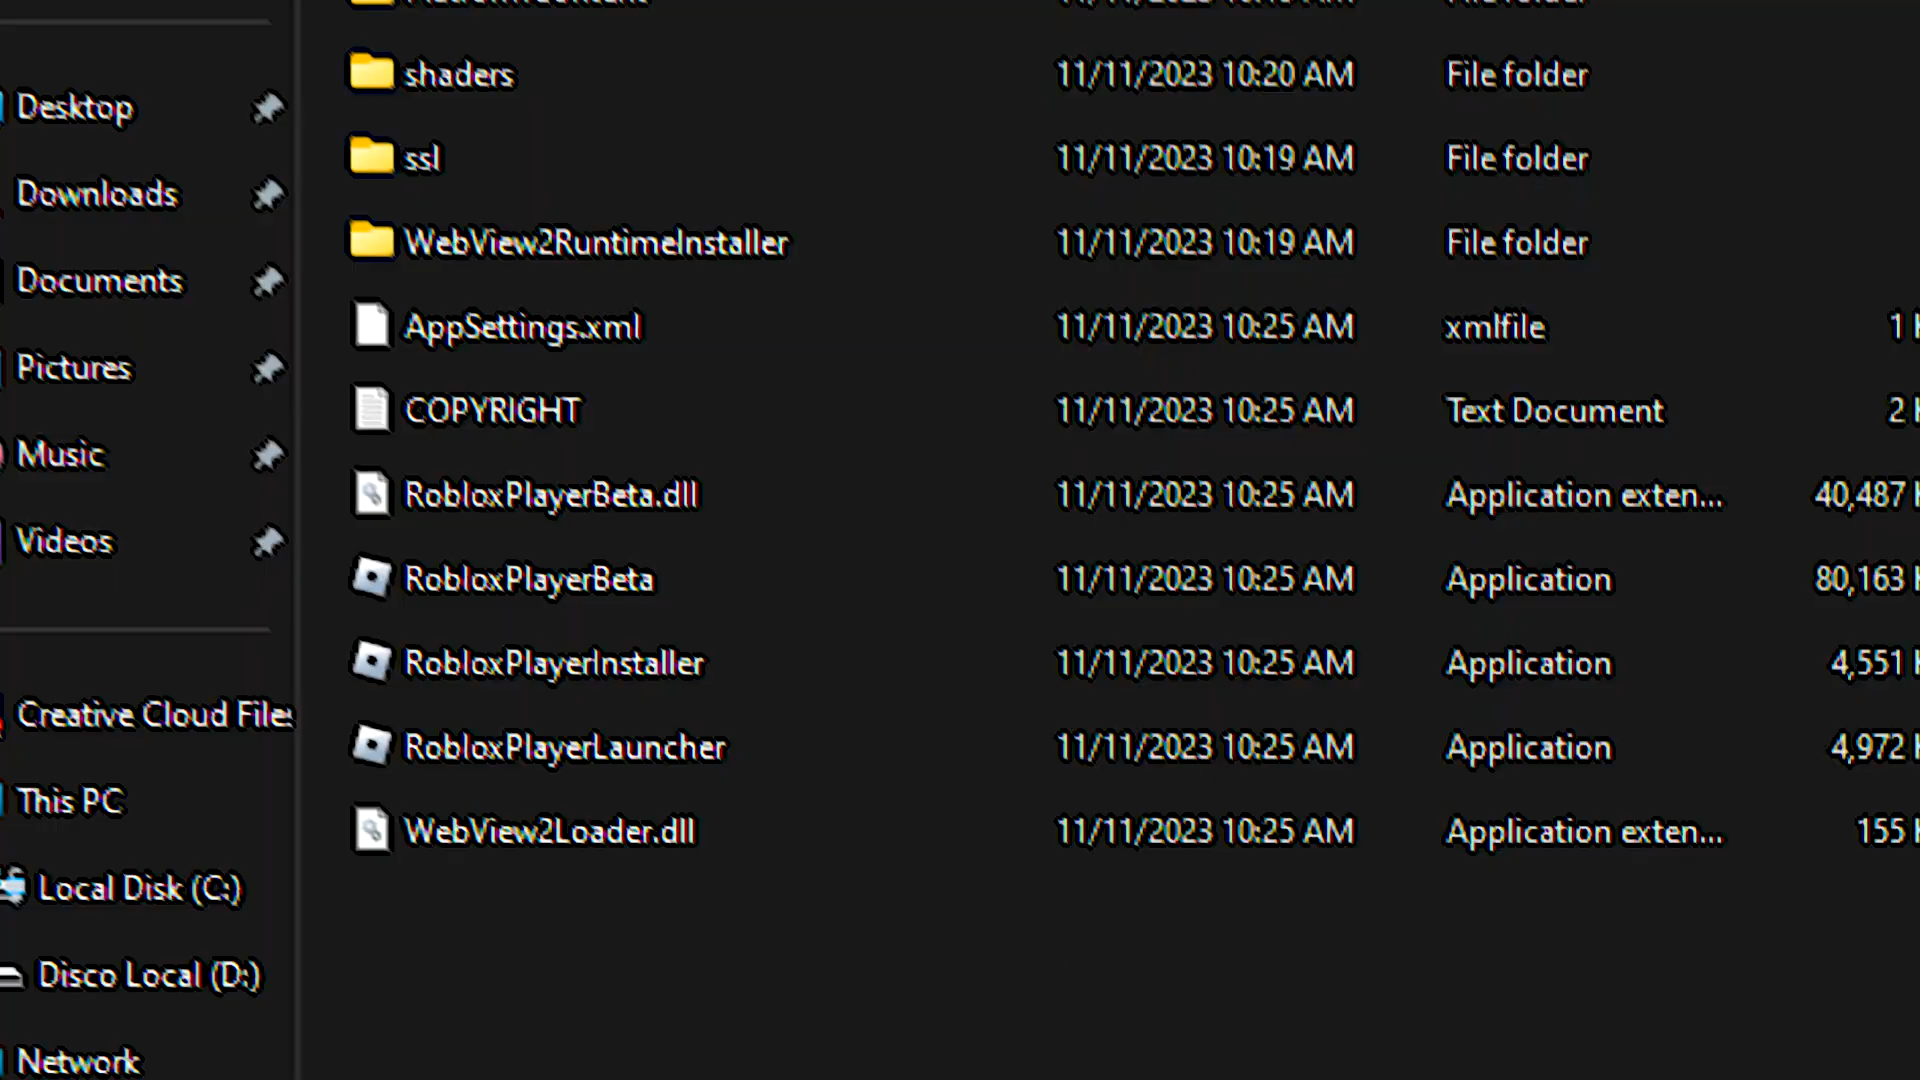 Desktop
Downloads
Documents
Pictures
Music
Videos
Creative Cloud Files
This PC
Local Disk (C:)
Disco Local (D:)
Network
shaders 11/11/2023 10:20 AM File folder
ssl 11/11/2023 10:19 AM File folder
WebView2RuntimeInstaller 11/11/2023 10:19 AM File folder
AppSettings.xml 11/11/2023 10:25 AM xmlfile 1
COPYRIGHT 11/11/2023 10:25 AM Text Document 2
RobloxPlayerBeta.dll 11/11/2023 10:25 AM Application exten... 40,487
RobloxPlayerBeta 11/11/2023 10:25 AM Application 80,163
RobloxPlayerInstaller 11/11/2023 10:25 AM Application 4,551
RobloxPlayerLauncher 11/11/2023 10:25 AM Application 4,972
WebView2Loader.dll 11/11/2023 10:25 AM Application exten... 155